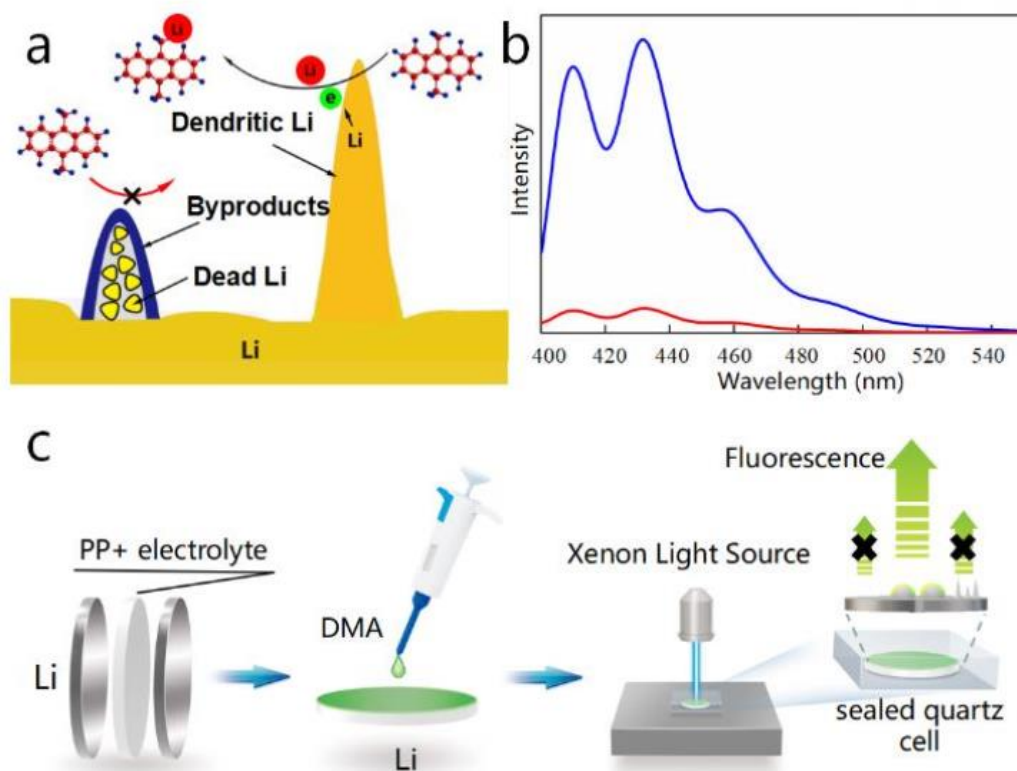 a
Li
Li
e
Dendritic Li
Li
Byproducts
Dead Li
Li
b
Intensity
400 420 440 460 480 500 520 540
Wavelength (nm)
c
PP+ electrolyte
Li
DMA
Li
Xenon Light Source
Fluorescence
sealed quartz
cell